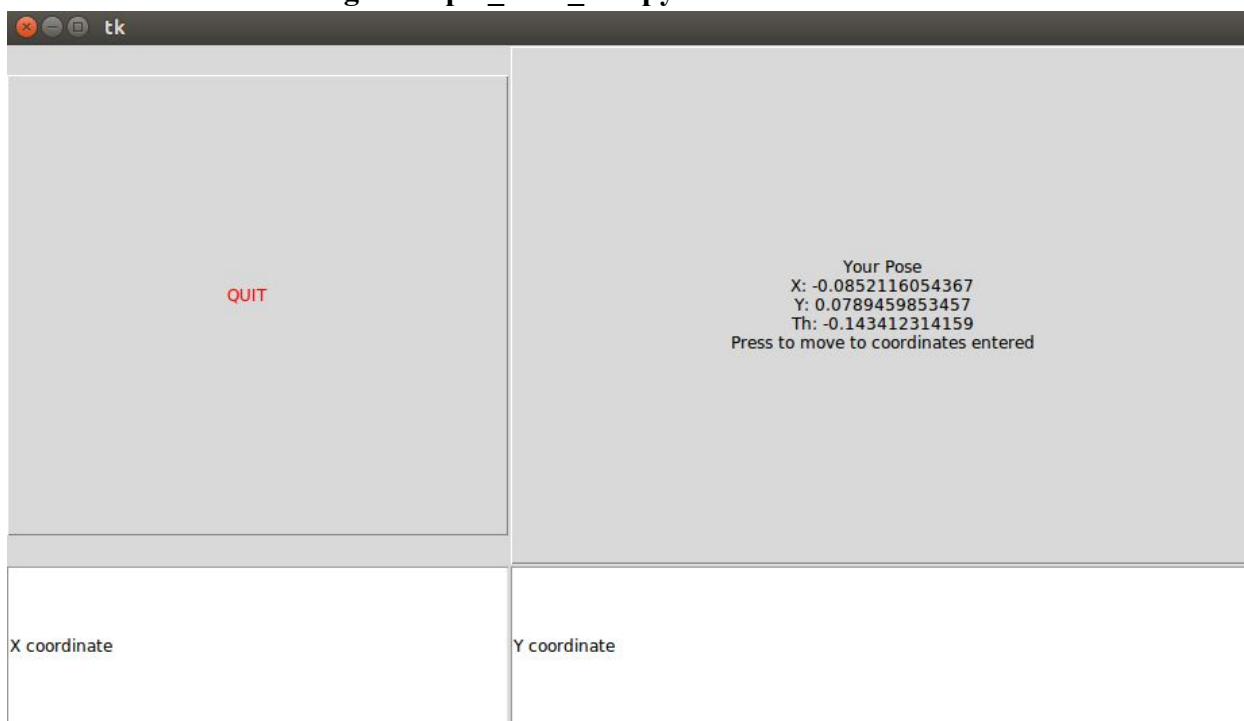 tk
QUIT
Your Pose
X: -0.0852116054367
Y: 0.0789459853457
Th: -0.143412314159
Press to move to coordinates entered
X coordinate
Y coordinate